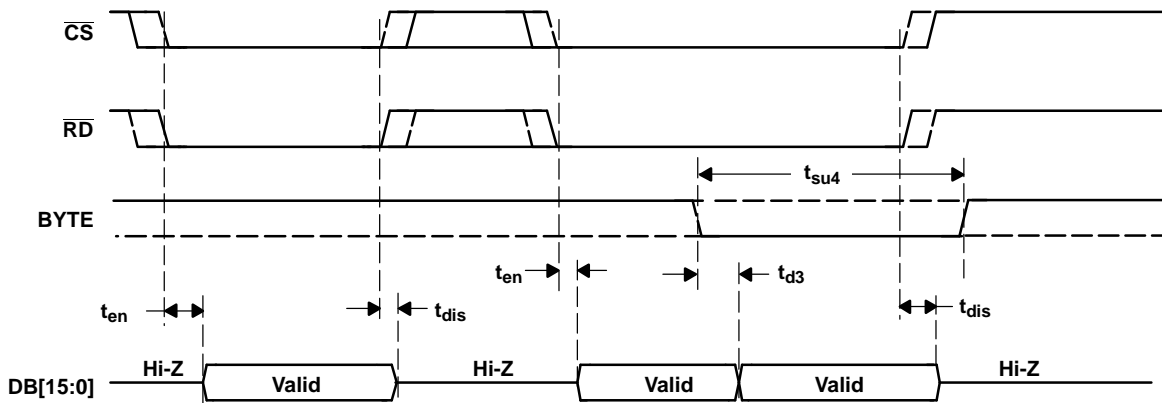 CS
RD
BYTE
tsu4
ten
td3
ten
tdis
tdis
DB[15:0]
Hi-Z
Valid
Hi-Z
Valid
Valid
Hi-Z